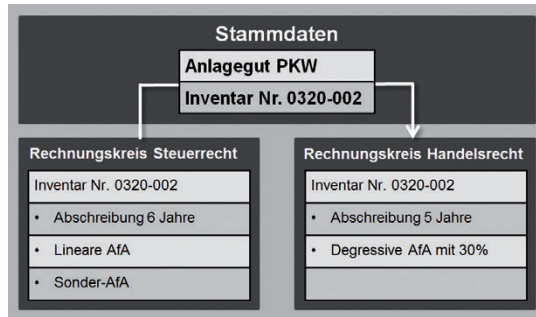 Stammdaten
Anlagegut PKW
Inventar Nr. 0320-002
Rechnungskreis Steuerrecht
Inventar Nr. 0320-002
• Abschreibung 6 Jahre
• Lineare AfA
• Sonder-AfA
Rechnungskreis Handelsrecht
Inventar Nr. 0320-002
• Abschreibung 5 Jahre
• Degressive AfA mit 30%